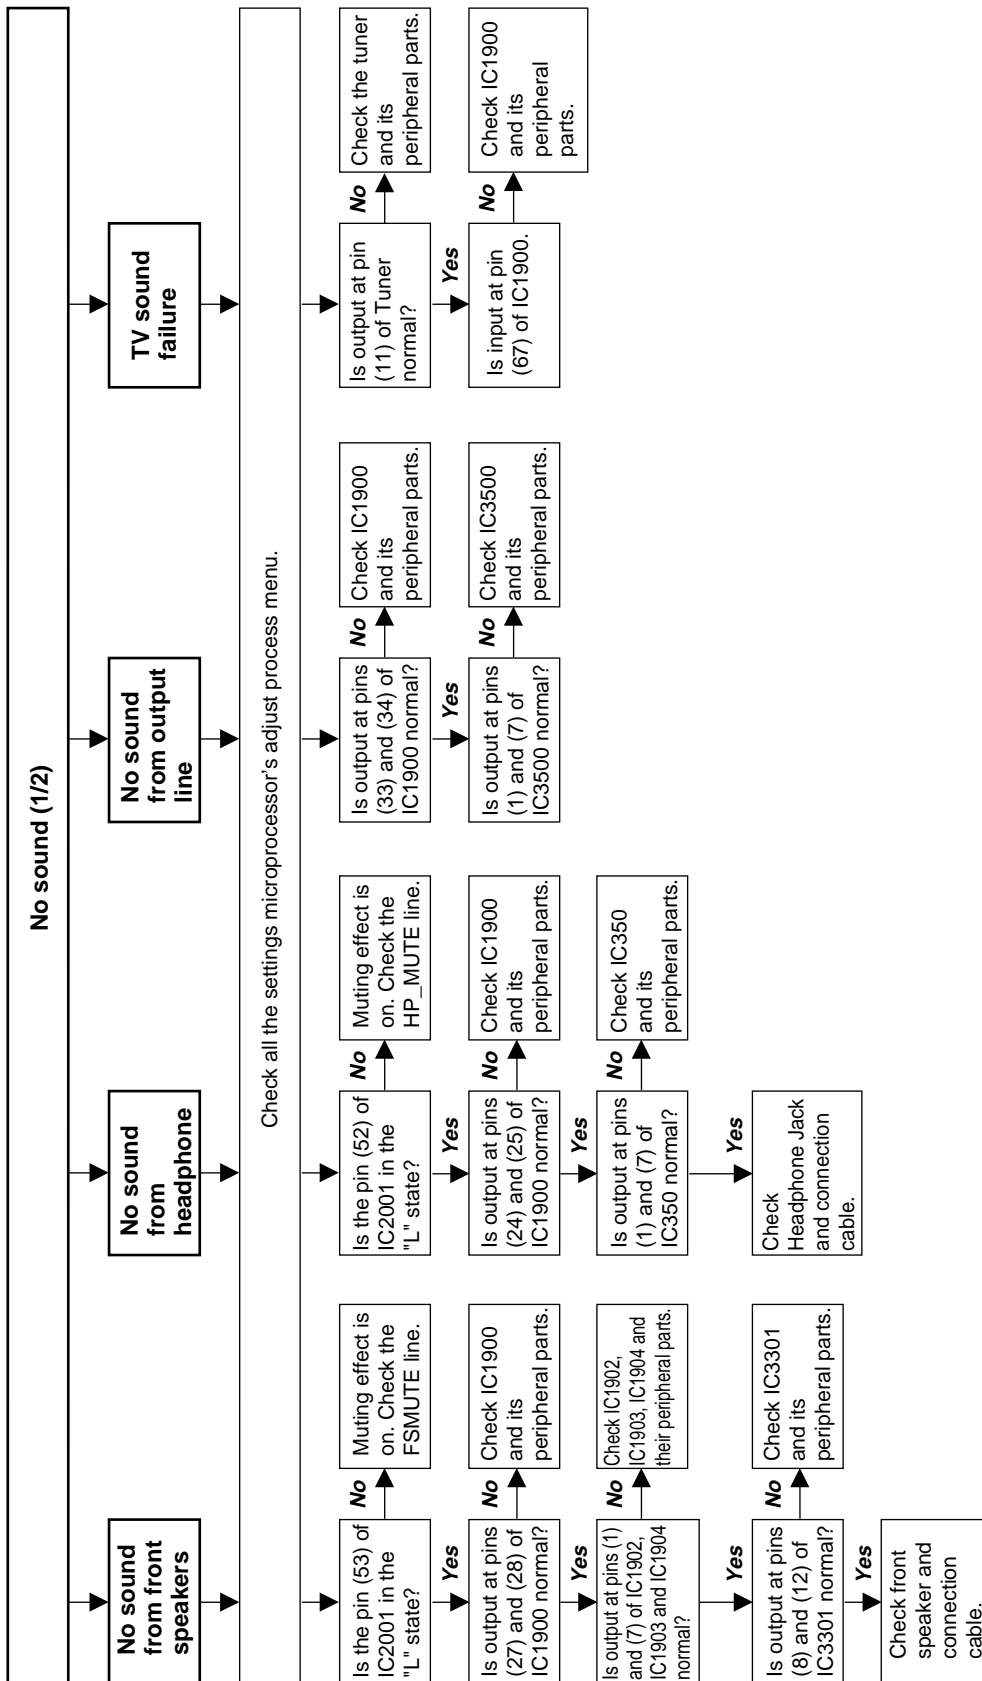 No sound (1/2)
No sound
from front
speakers
No sound
from
headphone
No sound
from output
line
TV sound
failure
Check all the settings microprocessor's adjust process menu.
Is the pin (53) of
IC2001 in the
"L" state?
No
Muting effect is
on. Check the
FSMUTE line.
Yes
Is output at pins
(27) and (28) of
IC1900 normal?
No
Check IC1900
and its
peripheral parts.
Yes
Is output at pins (1)
and (7) of IC1902,
IC1903 and IC1904
normal?
No
Check IC1902,
IC1903, IC1904 and
their peripheral parts.
Yes
Is output at pins
(8) and (12) of
IC3301 normal?
No
Check IC3301
and its
peripheral parts.
Yes
Check front
speaker and
connection
cable.
Is the pin (52) of
IC2001 in the
"L" state?
No
Muting effect is
on. Check the
HP_MUTE line.
Yes
Is output at pins
(24) and (25) of
IC1900 normal?
No
Check IC1900
and its
peripheral parts.
Yes
Is output at pins
(1) and (7) of
IC350 normal?
No
Check IC350
and its
peripheral parts.
Yes
Check
Headphone Jack
and connection
cable.
Is output at pins
(33) and (34) of
IC1900 normal?
No
Check IC1900
and its
peripheral parts.
Yes
Is output at pins
(1) and (7) of
IC3500 normal?
No
Check IC3500
and its
peripheral parts.
Is output at pin
(11) of Tuner
normal?
No
Check the tuner
and its
peripheral parts.
Yes
Is input at pin
(67) of IC1900.
No
Check IC1900
and its
peripheral
parts.